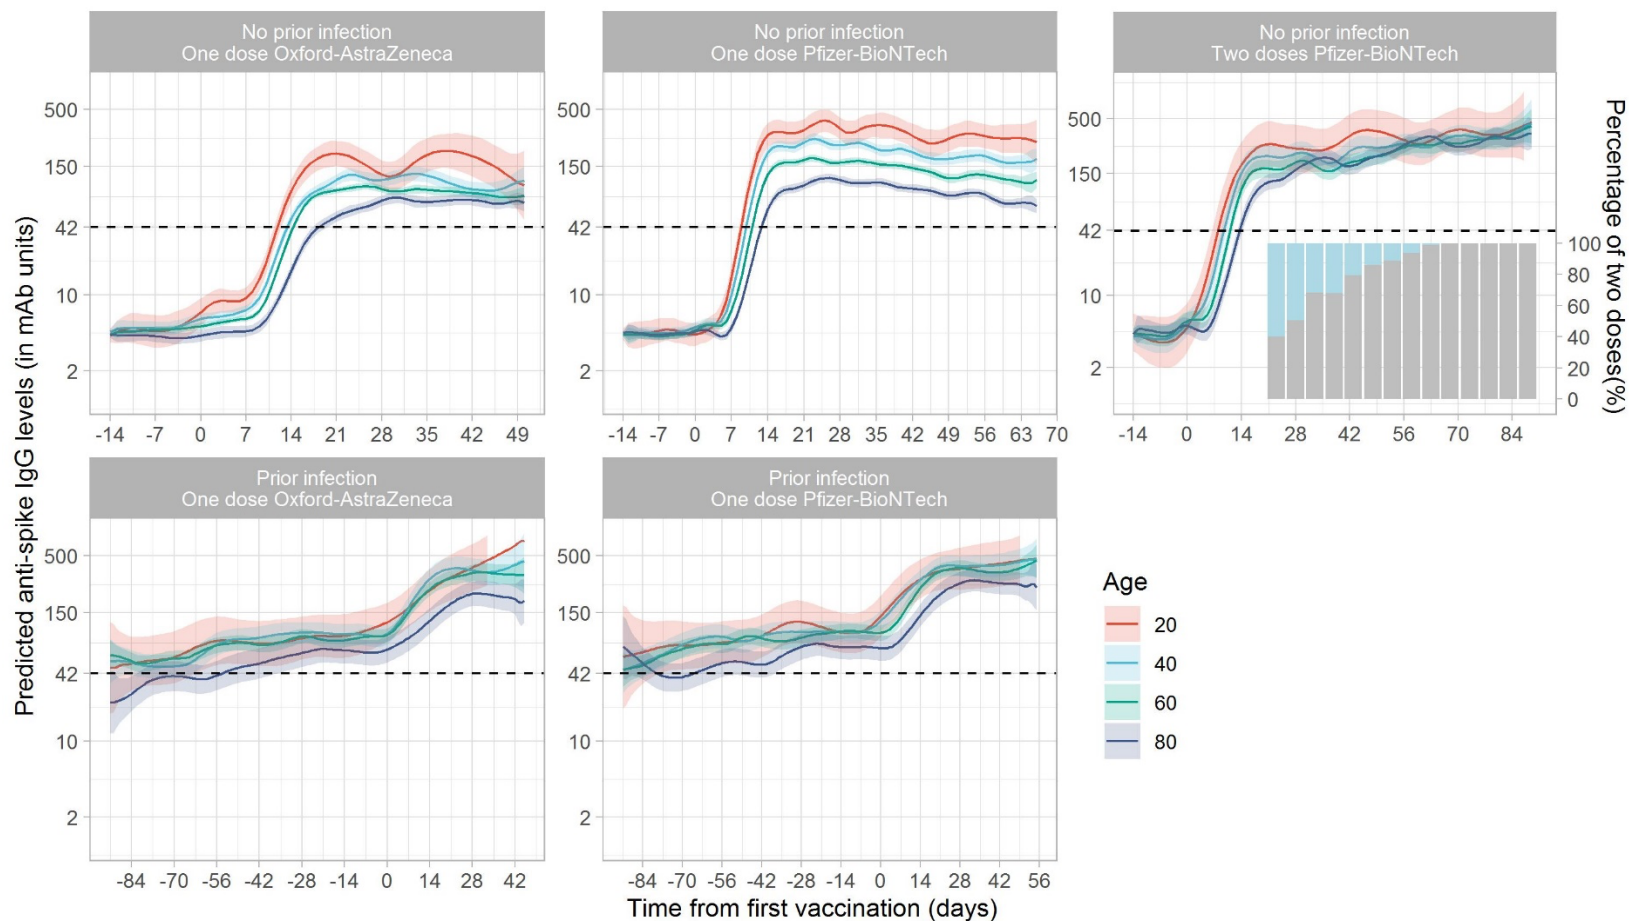 No prior infection
One dose Oxford-AstraZeneca
No prior infection
One dose Pfizer-BioNTech
No prior infection
Two doses Pfizer-BioNTech
500
150
42
10
2
-14 -7 0 7 14 21 28 35 42 49
500
150
42
10
2
-14 -7 0 7 14 21 28 35 42 49 56 63 70
500
150
42
10
2
-14 0 14 28 42 56 70 84
100
80
60
40
20
0
Percentage of two doses(%)
Predicted anti-spike IgG levels (in mAb units)
Prior infection
One dose Oxford-AstraZeneca
Prior infection
One dose Pfizer-BioNTech
500
150
42
10
2
-84 -70 -56 -42 -28 -14 0 14 28 42
500
150
42
10
2
-84 -70 -56 -42 -28 -14 0 14 28 42 56
Time from first vaccination (days)
Age
20
40
60
80